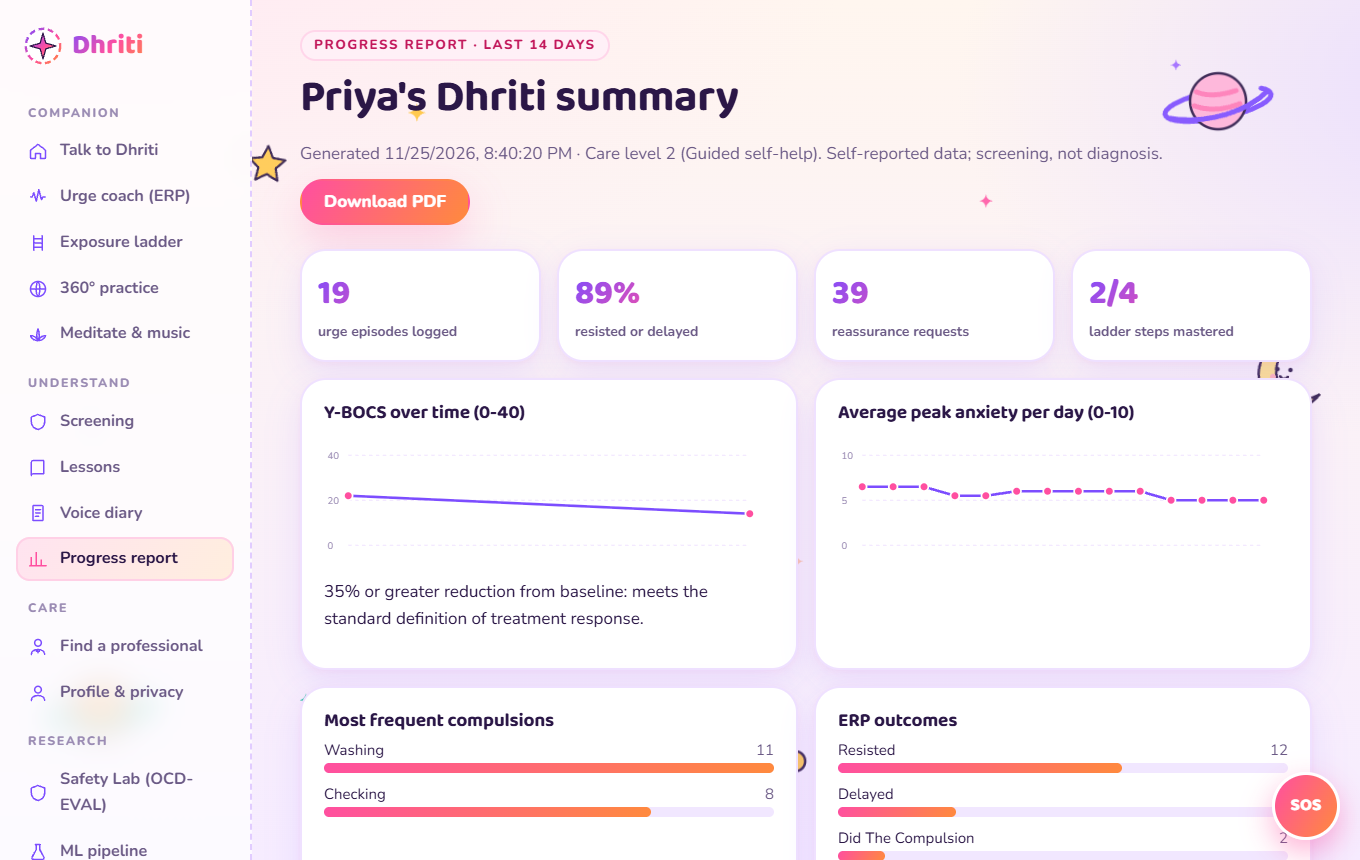 Dhriti
COMPANION
Talk to Dhriti
Urge coach (ERP)
Exposure ladder
360° practice
Meditate & music
UNDERSTAND
Screening
Lessons
Voice diary
Progress report
CARE
Find a professional
Profile & privacy
RESEARCH
Safety Lab (OCD-
EVAL)
ML pipeline
PROGRESS REPORT · LAST 14 DAYS
Priya's Dhriti summary
Generated 11/25/2026, 8:40:20 PM · Care level 2 (Guided self-help). Self-reported data; screening, not diagnosis.
Download PDF
19
urge episodes logged
89%
resisted or delayed
39
reassurance requests
2/4
ladder steps mastered
Y-BOCS over time (0-40)
40
20
0
35% or greater reduction from baseline: meets the
standard definition of treatment response.
Average peak anxiety per day (0-10)
10
5
0
Most frequent compulsions
Washing 11
Checking 8
ERP outcomes
Resisted 12
Delayed
Did The Compulsion 2
SOS